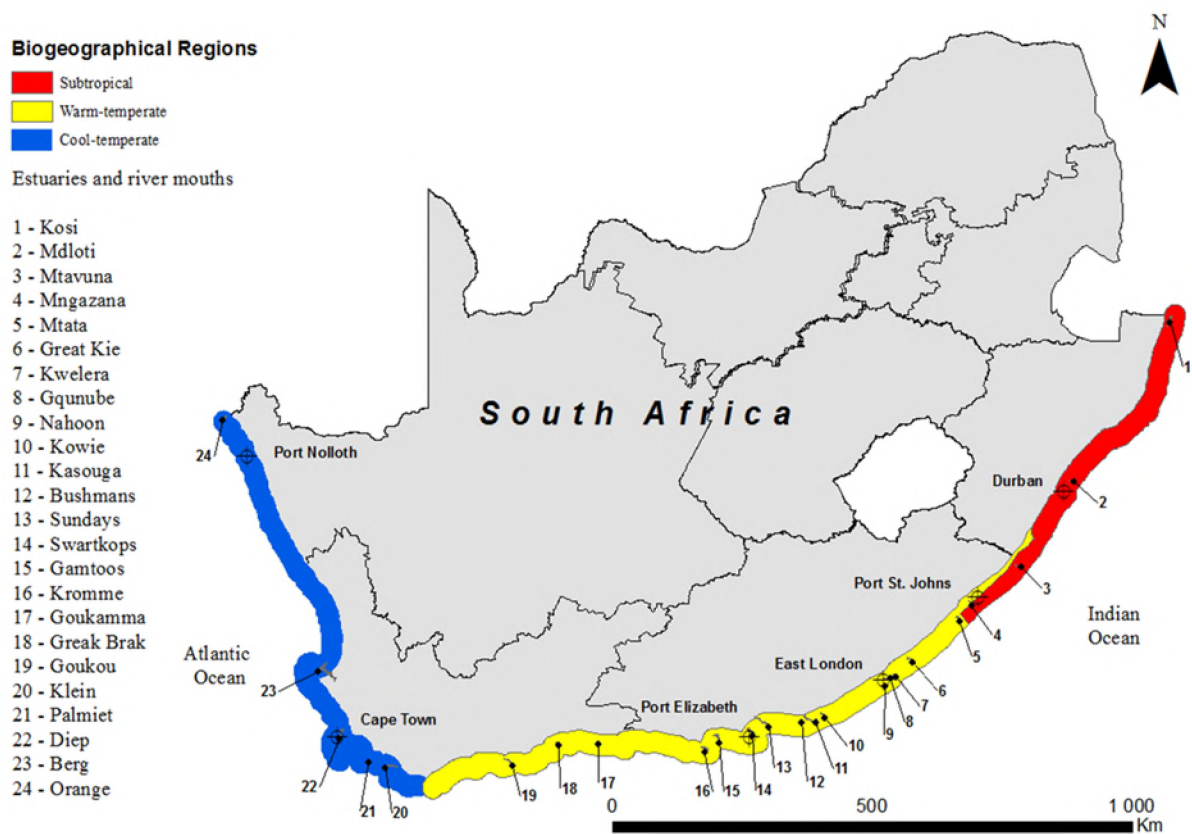 Biogeographical Regions
Subtropical
Warm-temperate
Cool-temperate
Estuaries and river mouths
1 - Kosi
2 - Mdloti
3 - Mtavuna
4 - Mngazana
5 - Mtata
6 - Great Kie
7 - Kwelera
8 - Gqunube
9 - Nahoon
10 - Kowie
11 - Kasouga
12 - Bushmans
13 - Sundays
14 - Swartkops
15 - Gamtoos
16 - Kromme
17 - Goukamma
18 - Greak Brak
19 - Goukou
20 - Klein
21 - Palmiet
22 - Diep
23 - Berg
24 - Orange
N
South Africa
1
Port Nolloth
24
Durban
2
Port St. Johns
3
Indian
Ocean
4
5
Atlantic
Ocean
East London
6
23
7
8
9
Cape Town
Port Elizabeth
10
11
12
13
14
15
16
17
18
19
20
21
22
0
500
1 000
Km